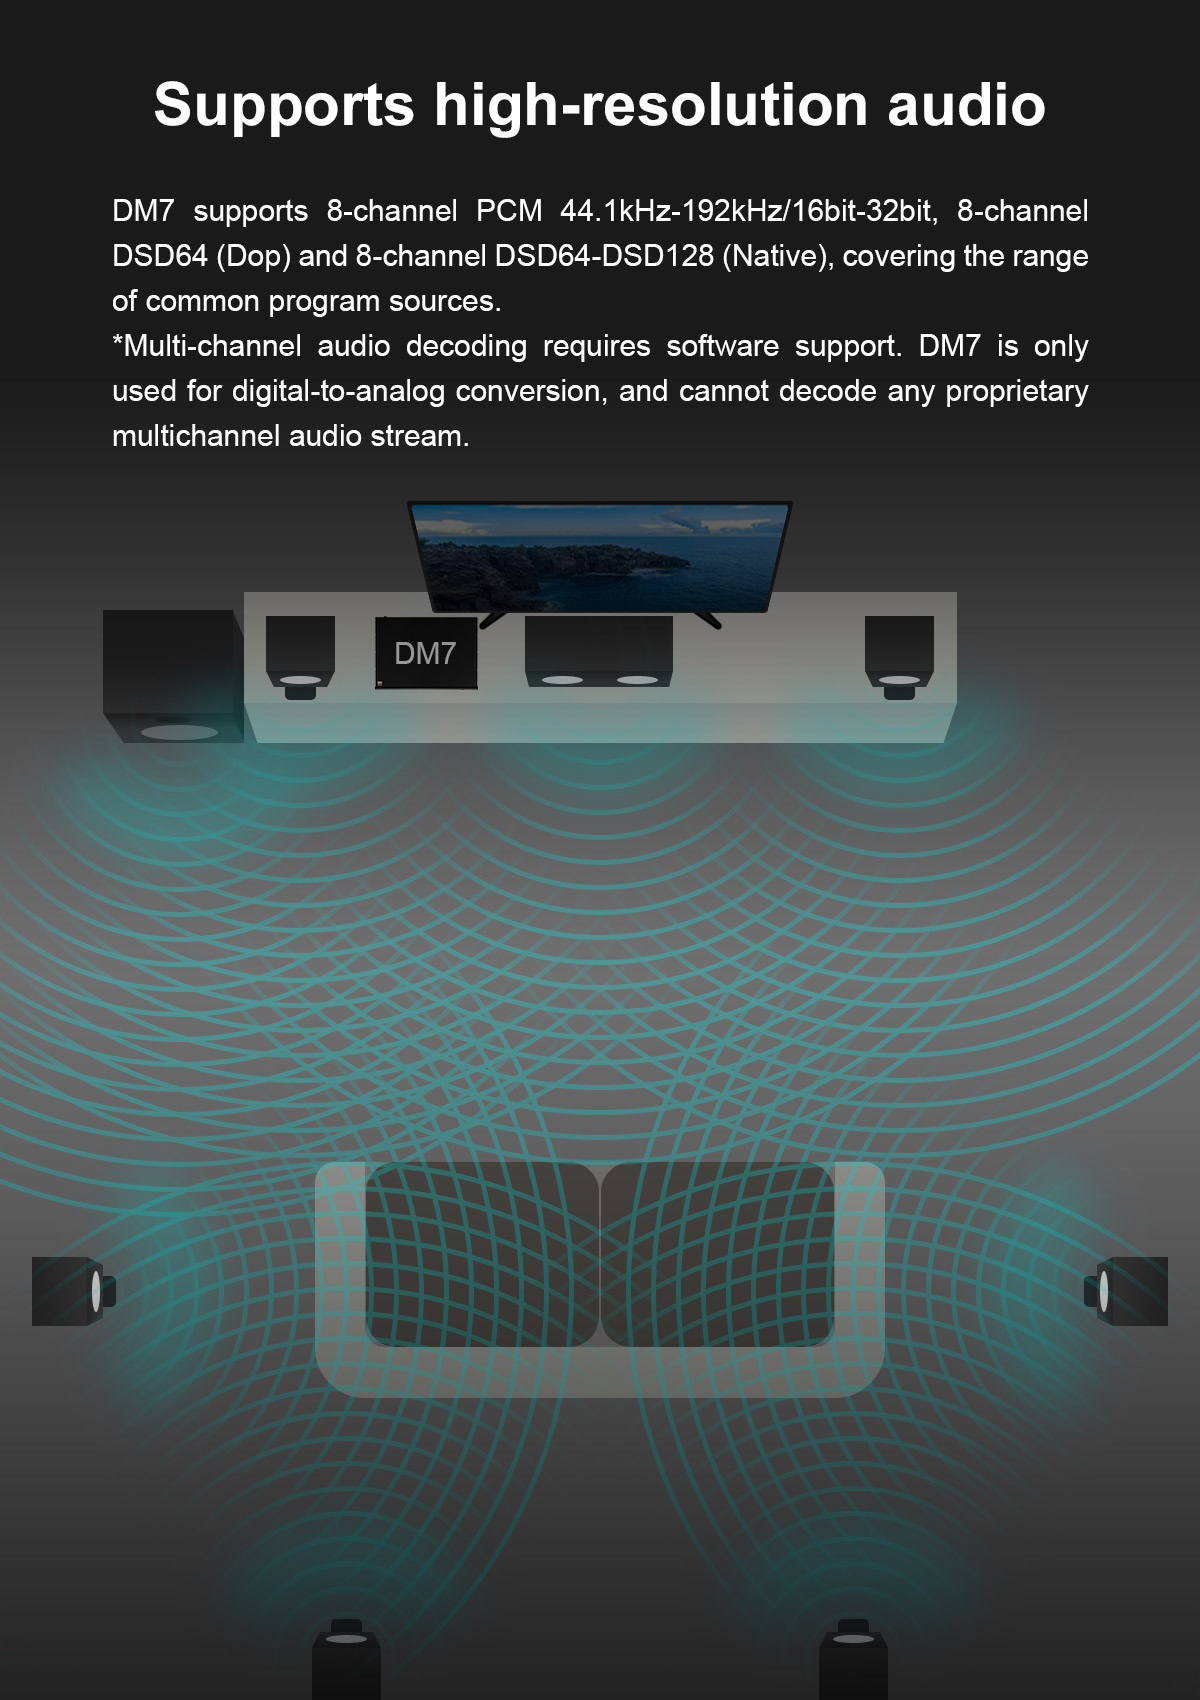 Supports high-resolution audio
DM7 supports 8-channel PCM 44.1kHz-192kHz/16bit-32bit, 8-channel
DSD64 (Dop) and 8-channel DSD64-DSD128 (Native), covering the range
of common program sources.
*Multi-channel audio decoding requires software support. DM7 is only
used for digital-to-analog conversion, and cannot decode any proprietary
multichannel audio stream.
DM7